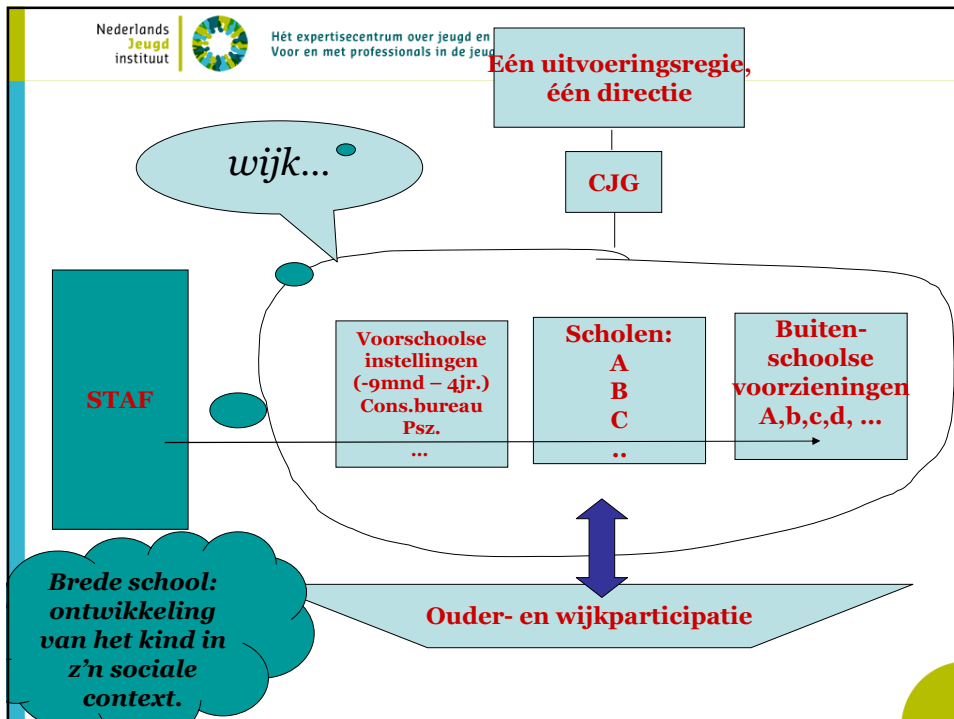 Nederlands
Jeugd
instituut
Hét expertisecentrum over jeugd en
Voor en met professionals in de jeug
Eén uitvoeringsregie,
één directie
wijk...
CJG
STAF
Voorschoolse
instellingen
(-9mnd – 4jr.)
Cons.bureau
Psz.
...
Scholen:
A
B
C
..
Buiten-
schoolse
voorzieningen
A,b,c,d, ...
Brede school:
ontwikkeling
van het kind in
z'n sociale
context.
Ouder- en wijkparticipatie